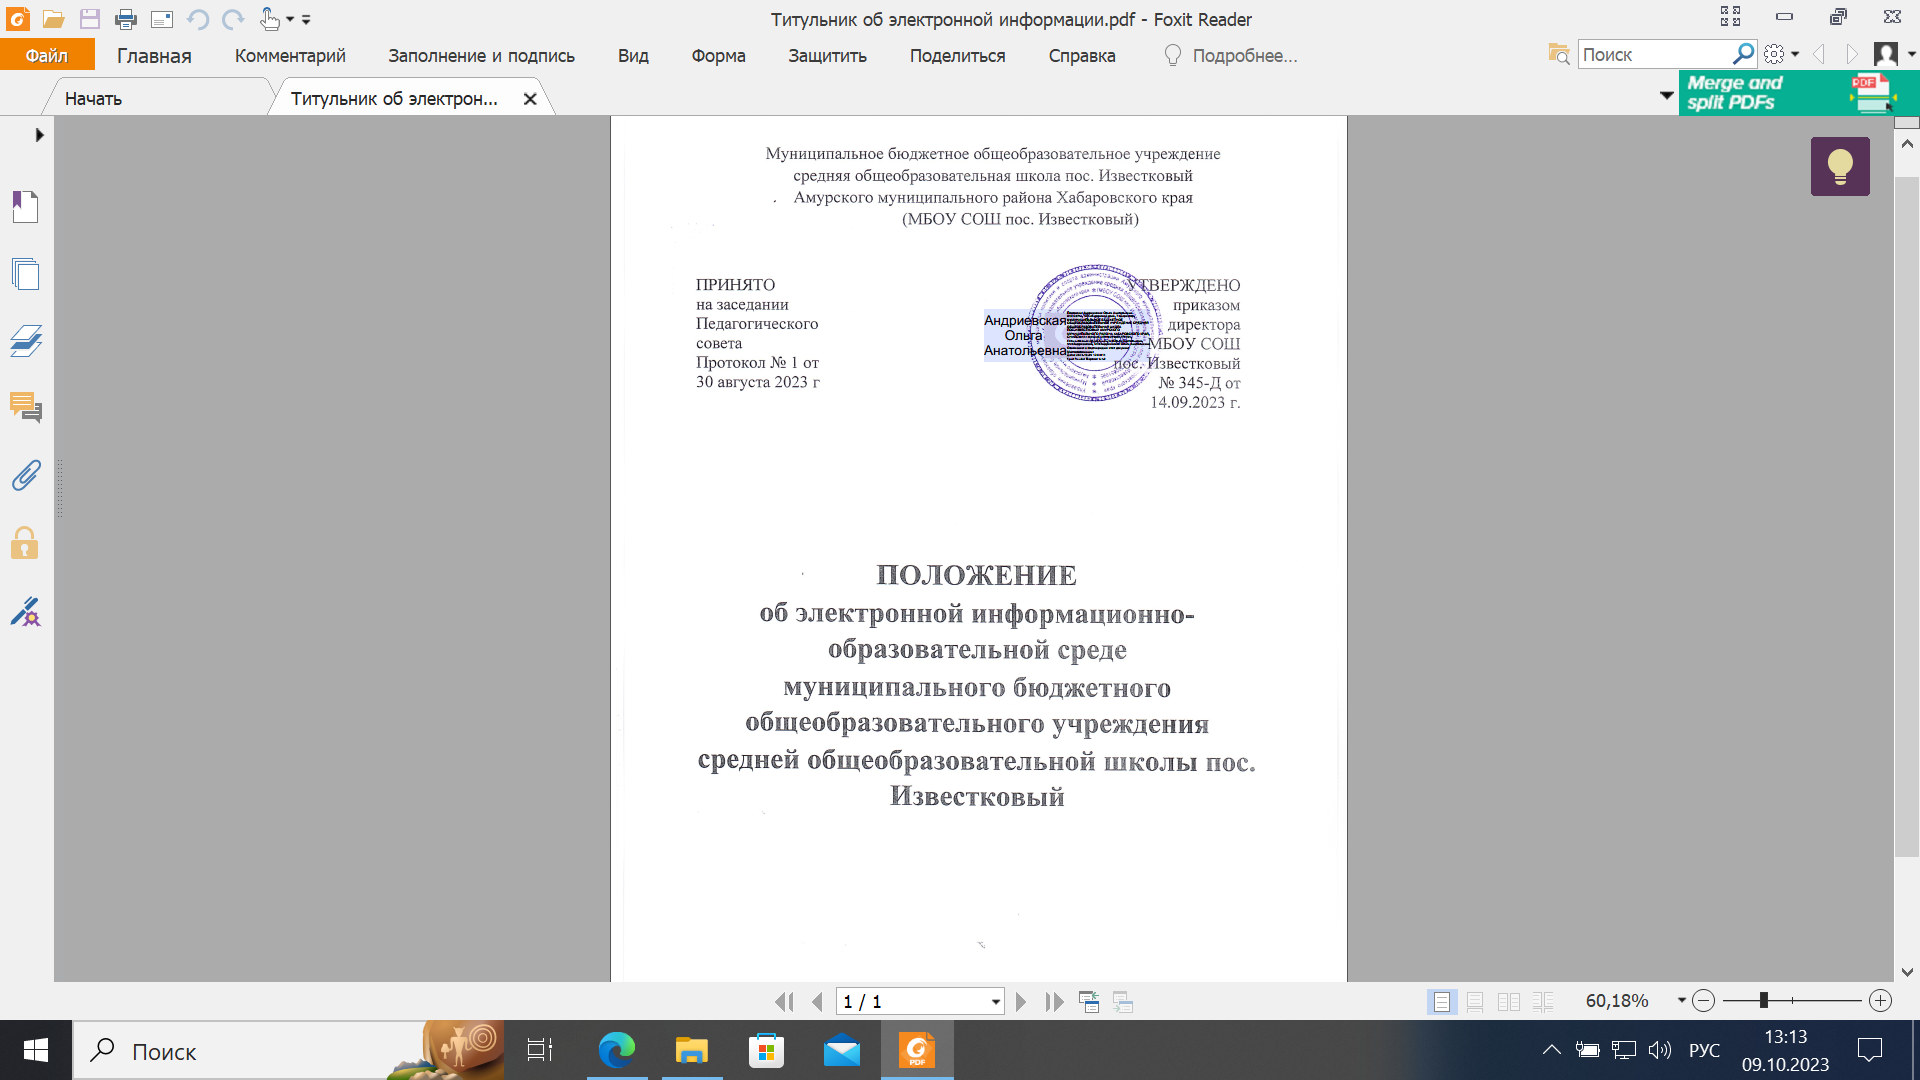 Титульник об электронной информации.pdf - Foxit Reader
Файл Главная Комментарий Заполнение и подпись Вид Форма Защитить Поделиться Справка Подробнее... Поиск
Начать Титульник об электрон... Merge and split PDFs PDF
Муниципальное бюджетное общеобразовательное учреждение
средняя общеобразовательная школа пос. Известковый
Амурского муниципального района Хабаровского края
(МБОУ СОШ пос. Известковый)
ПРИНЯТО
на заседании
Педагогического
совета
Протокол № 1 от
30 августа 2023 г
Андриевская
Ольга
Анатольевна
УТВЕРЖДЕНО
приказом
директора
МБОУ СОШ
пос. Известковый
№ 345-Д от
14.09.2023 г.
ПОЛОЖЕНИЕ
об электронной информационно-
образовательной среде
муниципального бюджетного
общеобразовательного учреждения
средней общеобразовательной школы пос.
Известковый
1 / 1 60,18%
Поиск PDF РУС 13:13
09.10.2023